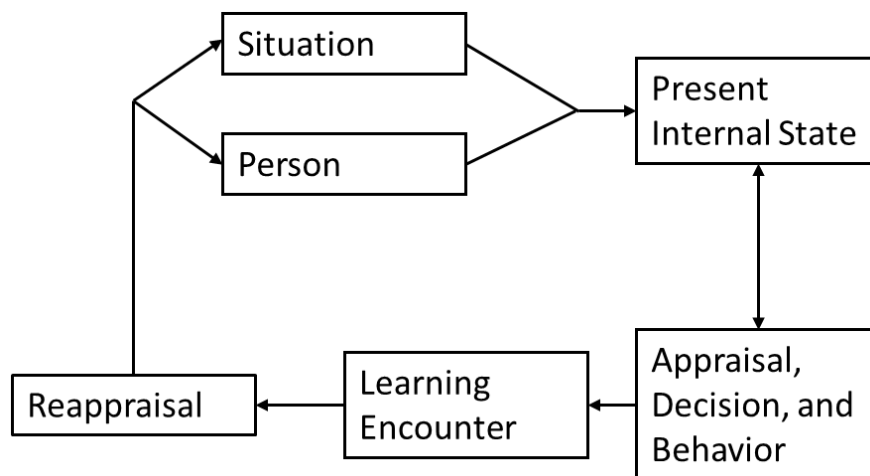 Situation
Person
Present
Internal State
Appraisal,
Decision, and
Behavior
Learning
Encounter
Reappraisal